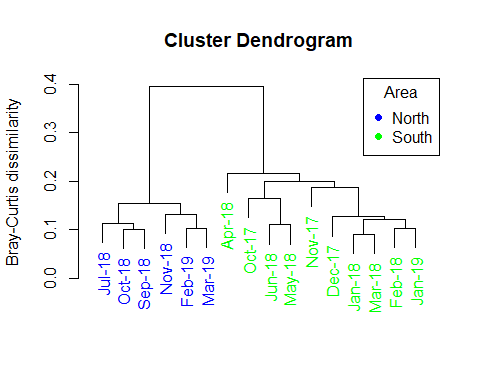 Cluster Dendrogram
Bray-Curtis dissimilarity
0.4
0.3
0.2
0.1
0.0
Area
North
South
Jul-18
Oct-18
Sep-18
Nov-18
Feb-19
Mar-19
Apr-18
Oct-17
Jun-18
May-18
Nov-17
Dec-17
Jan-18
Mar-18
Feb-18
Jan-19